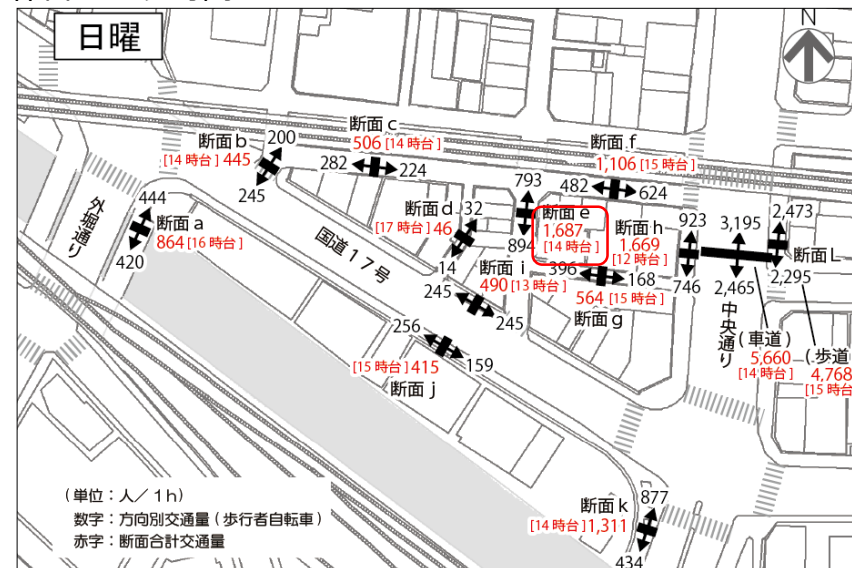 日曜
N
断面 c
506 [14 時台]
282
224
断面 b
200
[14 時台] 445
245
断面 f
1,106 [15 時台]
482
624
793
断面 e
1,687
[14 時台]
894
断面 d
32
[17 時台] 46
14
断面 h
1,669
[12 時台]
923
746
3,195
2,465
2,473
断面 L
2,295
444
断面 a
864 [16 時台]
420
外堀通り
国道17号
断面 i
490 [13 時台]
245
245
396
168
564 [15 時台]
断面 g
中央通り
(車道)
5,660
[14 時台]
(歩道
4,768
[15 時台
256
159
[15 時台] 415
断面 j
断面 k
877
[14 時台] 1,311
434
(単位:人/ 1h)
数字:方向別交通量 ( 歩行者自転車 )
赤字:断面合計交通量